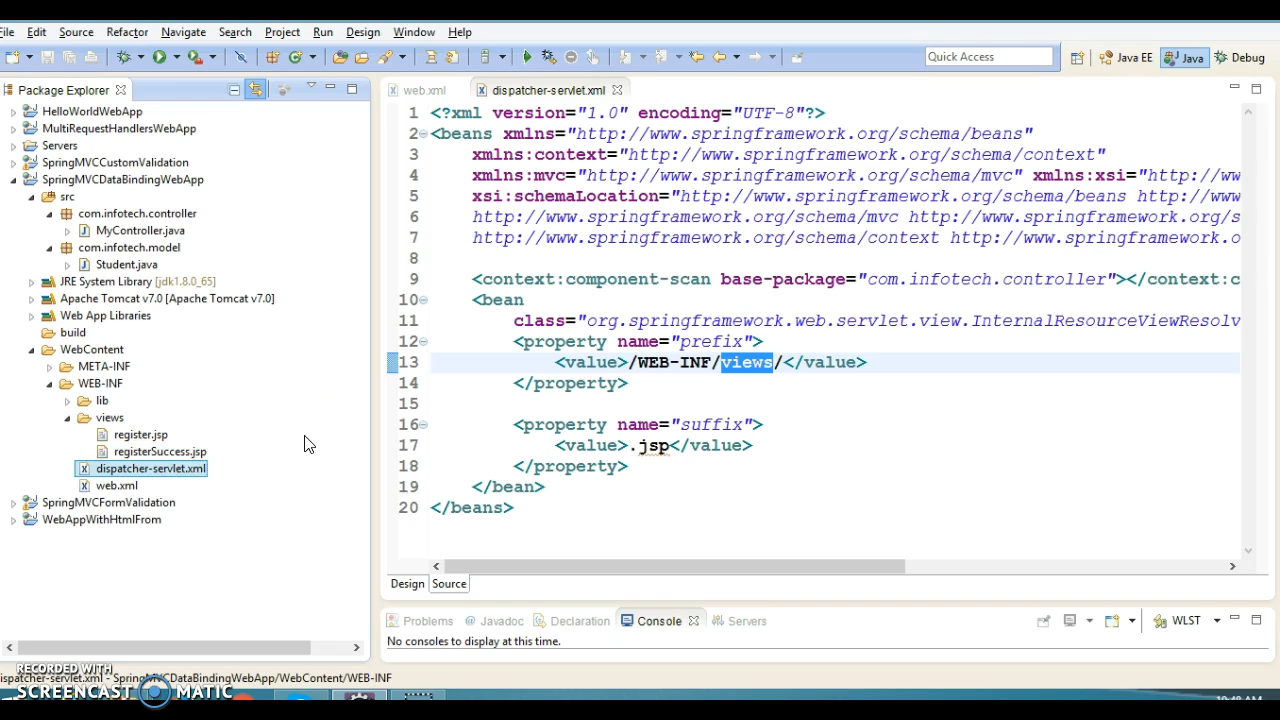 File Edit Source Refactor Navigate Search Project Run Design Window Help
Quick Access Java EE Java Debug
Package Explorer
HelloWorldWebApp
MultiRequestHandlersWebApp
Servers
SpringMVCCustomValidation
SpringMVCDataBindingWebApp
src
com.infotech.controller
MyController.java
com.infotech.model
Student.java
JRE System Library [jdk1.8.0_65]
Apache Tomcat v7.0 [Apache Tomcat v7.0]
Web App Libraries
build
WebContent
META-INF
WEB-INF
lib
views
register.jsp
registerSuccess.jsp
dispatcher-servlet.xml
web.xml
SpringMVCFormValidation
WebAppWithHtmlFrom
web.xml dispatcher-servlet.xml
1 <?xml version="1.0" encoding="UTF-8"?>
2 <beans xmlns="http://www.springframework.org/schema/beans"
3 xmlns:context="http://www.springframework.org/schema/context"
4 xmlns:mvc="http://www.springframework.org/schema/mvc" xmlns:xsi="http://ww
5 xsi:schemaLocation="http://www.springframework.org/schema/beans http://www
6 http://www.springframework.org/schema/mvc http://www.springframework.org/s
7 http://www.springframework.org/schema/context http://www.springframework.o
8
9 <context:component-scan base-package="com.infotech.controller"></context:c
10 <bean
11 class="org.springframework.web.servlet.view.InternalResourceViewResolv
12 <property name="prefix">
13 <value>/WEB-INF/views/</value>
14 </property>
15
16 <property name="suffix">
17 <value>.jsp</value>
18 </property>
19 </bean>
20 </beans>
Design Source
Problems @ Javadoc Declaration Console Servers WLST
No consoles to display at this time.
ispatcher-servlet.xml - SpringMVCDataBindingWebApp/WebContent/WEB-INF
RECORDED WITH
SCREENCAST MATIC